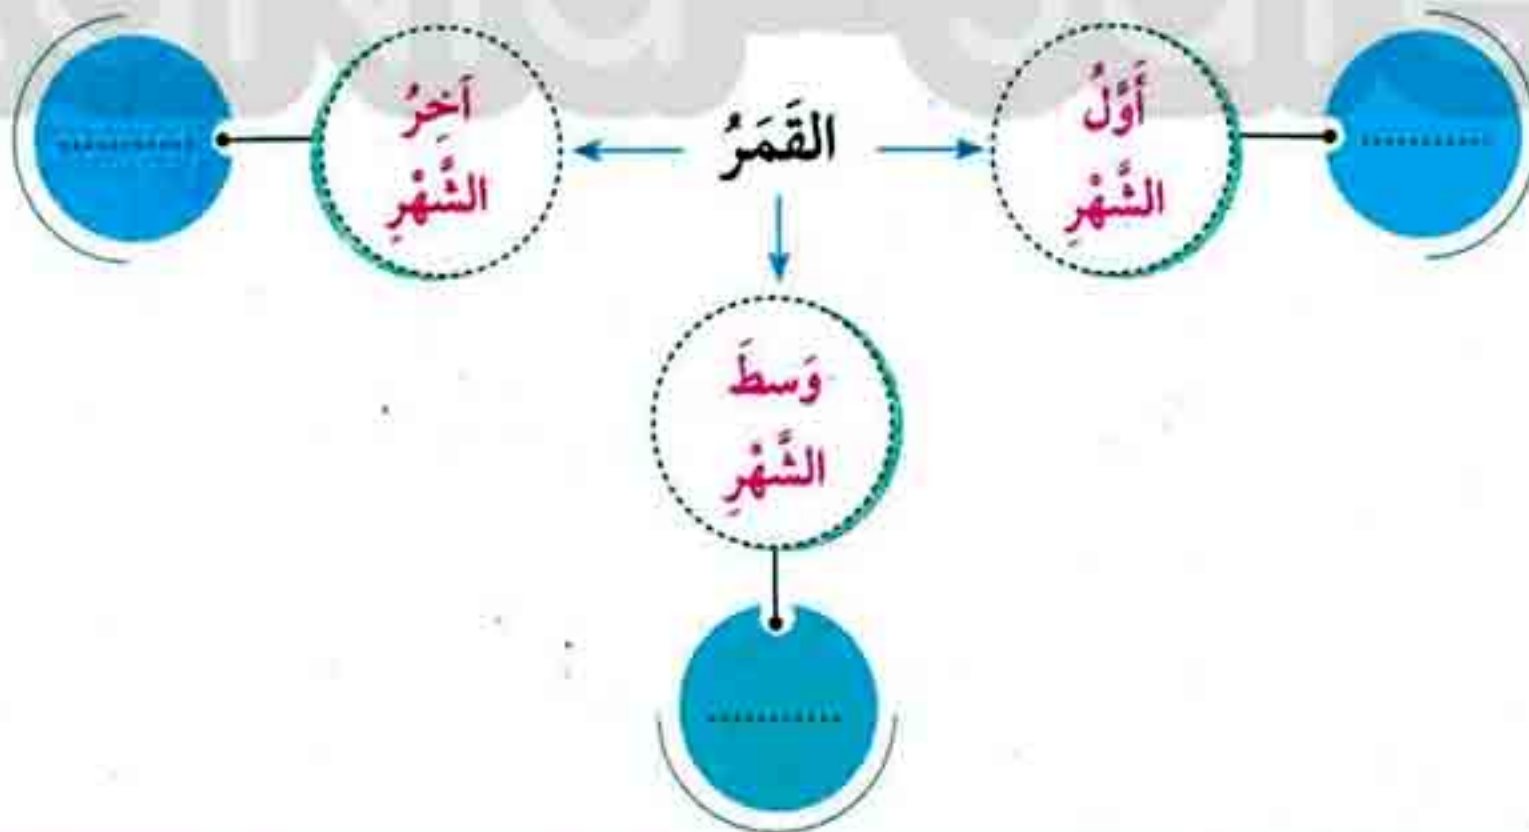 القَمَرُ
أَوَّلُ
الشَّهْرِ
...........
وَسطَ
الشَّهْرِ
...........
آخِرُ
الشَّهْرِ
...........